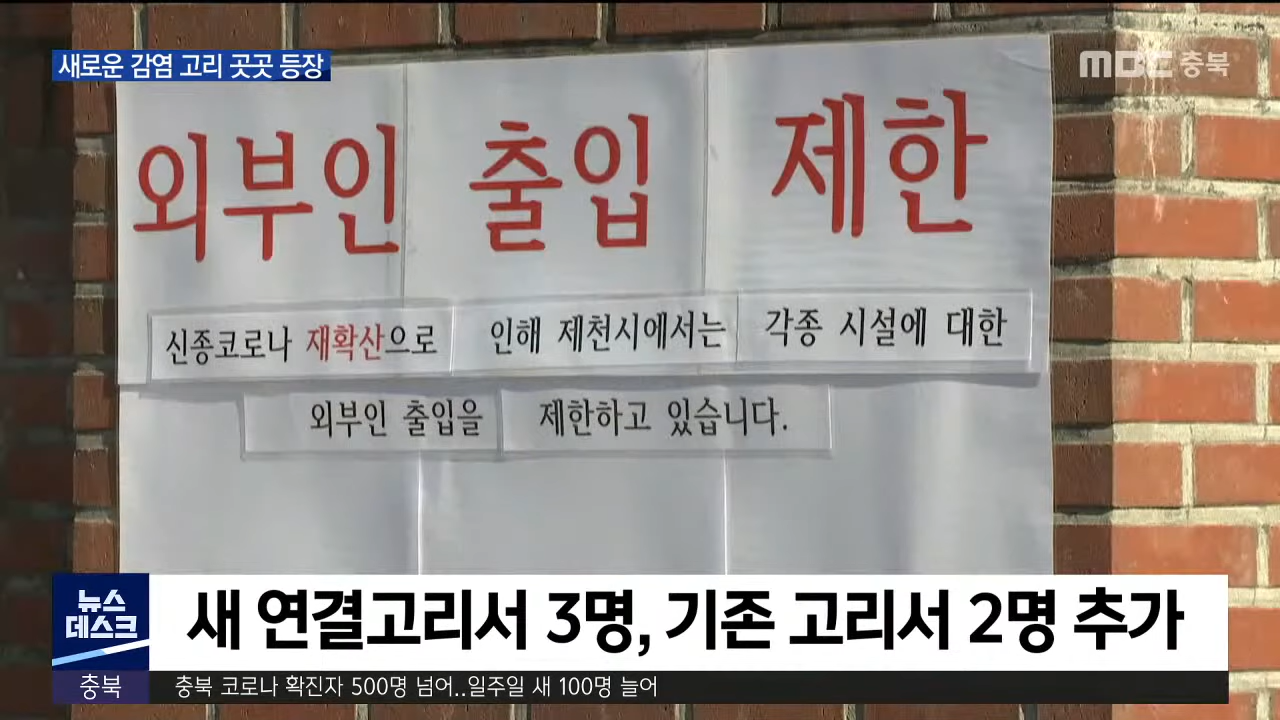 새로운 감염 고리 곳곳 등장
MBC 충북
외부인 출입 제한
신종코로나 재확산으로 인해 제천시에서는 각종 시설에 대한
외부인 출입을 제한하고 있습니다.
뉴스
데스크
새 연결고리서 3명, 기존 고리서 2명 추가
충북
충북 코로나 확진자 500명 넘어..일주일 새 100명 늘어